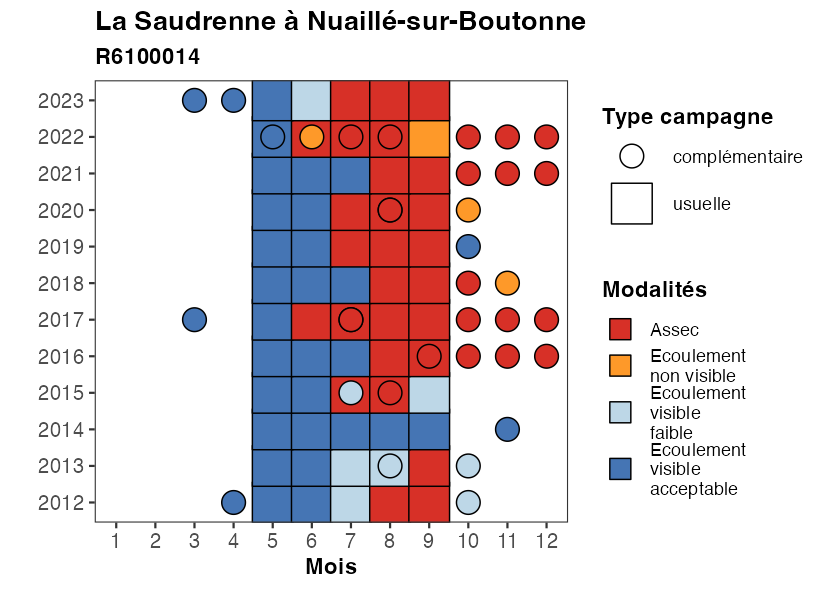 La Saudrenne à Nuaillé-sur-Boutonne
R6100014
2023
2022
2021
2020
2019
2018
2017
2016
2015
2014
2013
2012
1 2 3 4 5 6 7 8 9 10 11 12
Mois
Type campagne
complémentaire
usuelle
Modalités
Assec
Ecoulement
non visible
Ecoulement
visible
faible
Ecoulement
visible
acceptable